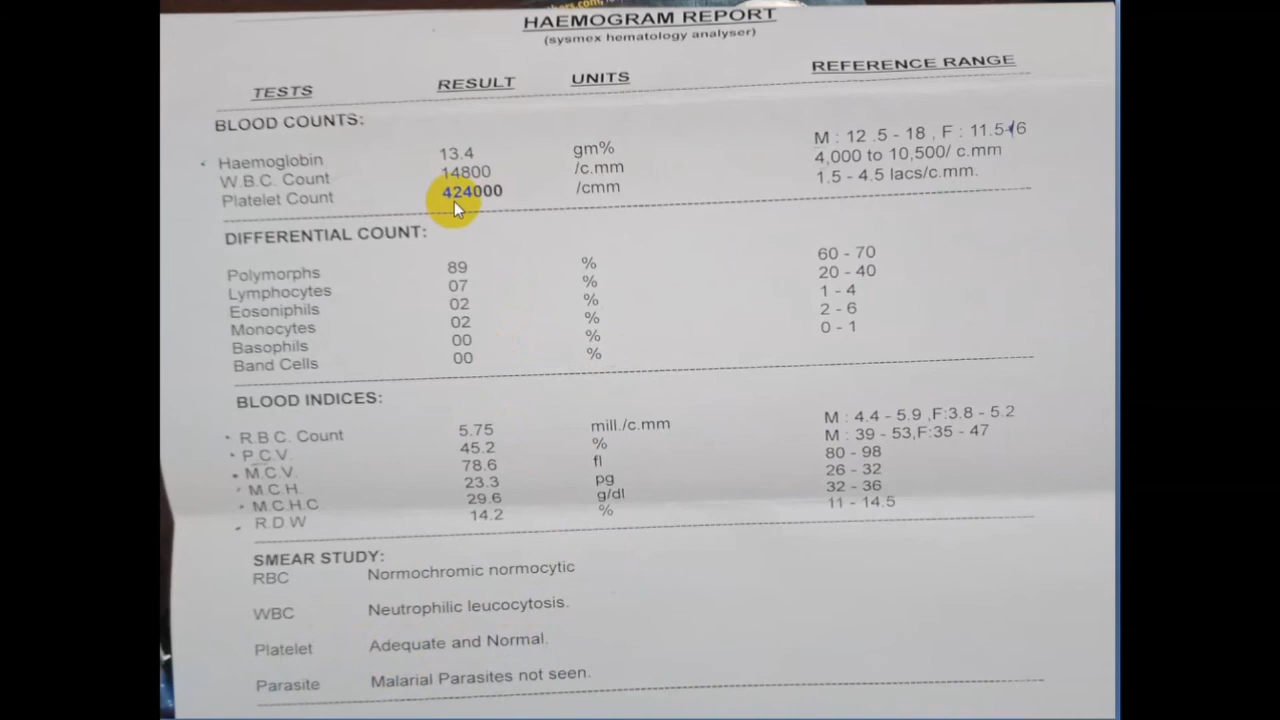 HAEMOGRAM REPORT
(sysmex hematology analyser)
TESTS RESULT UNITS REFERENCE RANGE
BLOOD COUNTS:
Haemoglobin 13.4 gm% M : 12 .5 - 18 , F : 11.5-16
W.B.C. Count 14800 /c.mm 4,000 to 10,500/ c.mm
Platelet Count 424000 /cmm 1.5 - 4.5 lacs/c.mm.
DIFFERENTIAL COUNT:
Polymorphs 89 % 60 - 70
Lymphocytes 07 % 20 - 40
Eosoniphils 02 % 1 - 4
Monocytes 02 % 2 - 6
Basophils 00 % 0 - 1
Band Cells 00 %
BLOOD INDICES:
R.B.C. Count 5.75 mill./c.mm M : 4.4 - 5.9 ,F:3.8 - 5.2
P.C.V. 45.2 % M : 39 - 53,F:35 - 47
M.C.V. 78.6 fl 80 - 98
M.C.H. 23.3 pg 26 - 32
M.C.H.C 29.6 g/dl 32 - 36
R.D.W 14.2 % 11 - 14.5
SMEAR STUDY:
RBC Normochromic normocytic
WBC Neutrophilic leucocytosis.
Platelet Adequate and Normal.
Parasite Malarial Parasites not seen.